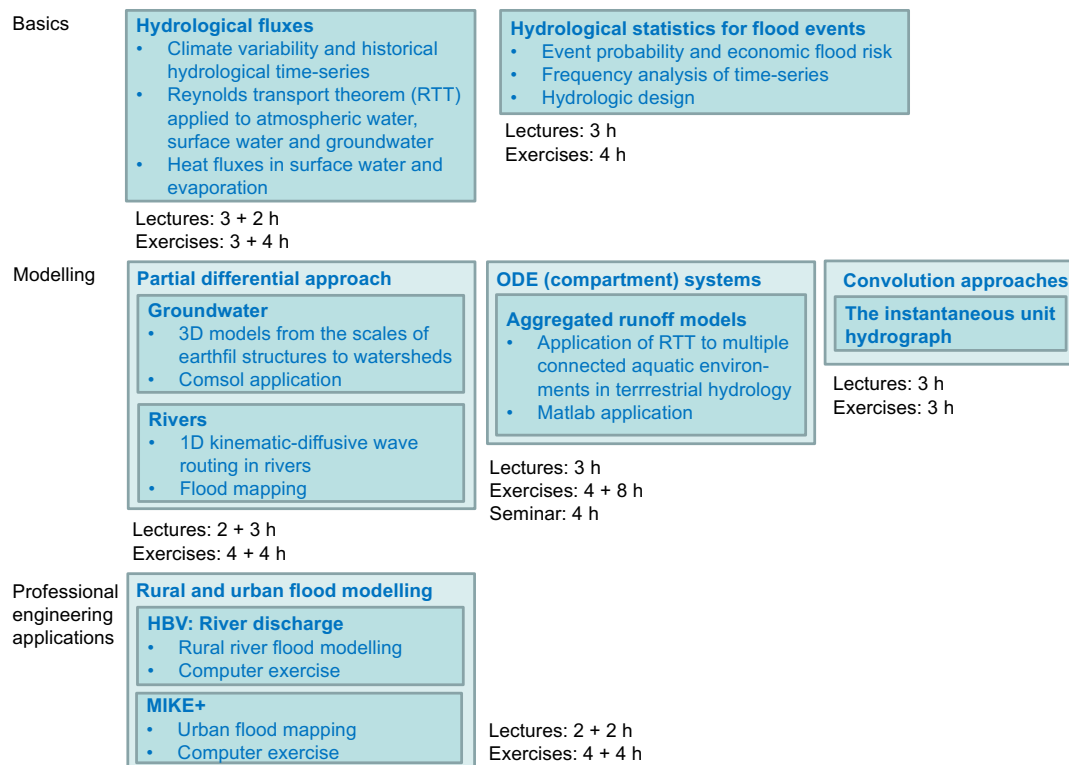 Basics
Hydrological fluxes
• Climate variability and historical
hydrological time-series
• Reynolds transport theorem (RTT)
applied to atmospheric water,
surface water and groundwater
• Heat fluxes in surface water and
evaporation
Lectures: 3 + 2 h
Exercises: 3 + 4 h
Hydrological statistics for flood events
• Event probability and economic flood risk
• Frequency analysis of time-series
• Hydrologic design
Lectures: 3 h
Exercises: 4 h
Modelling
Partial differential approach
Groundwater
• 3D models from the scales of
earthfil structures to watersheds
• Comsol application
Rivers
• 1D kinematic-diffusive wave
routing in rivers
• Flood mapping
Lectures: 2 + 3 h
Exercises: 4 + 4 h
ODE (compartment) systems
Aggregated runoff models
• Application of RTT to multiple
connected aquatic environ-
ments in terrrestrial hydrology
• Matlab application
Lectures: 3 h
Exercises: 4 + 8 h
Seminar: 4 h
Convolution approaches
The instantaneous unit
hydrograph
Lectures: 3 h
Exercises: 3 h
Professional
engineering
applications
Rural and urban flood modelling
HBV: River discharge
• Rural river flood modelling
• Computer exercise
MIKE+
• Urban flood mapping
• Computer exercise
Lectures: 2 + 2 h
Exercises: 4 + 4 h